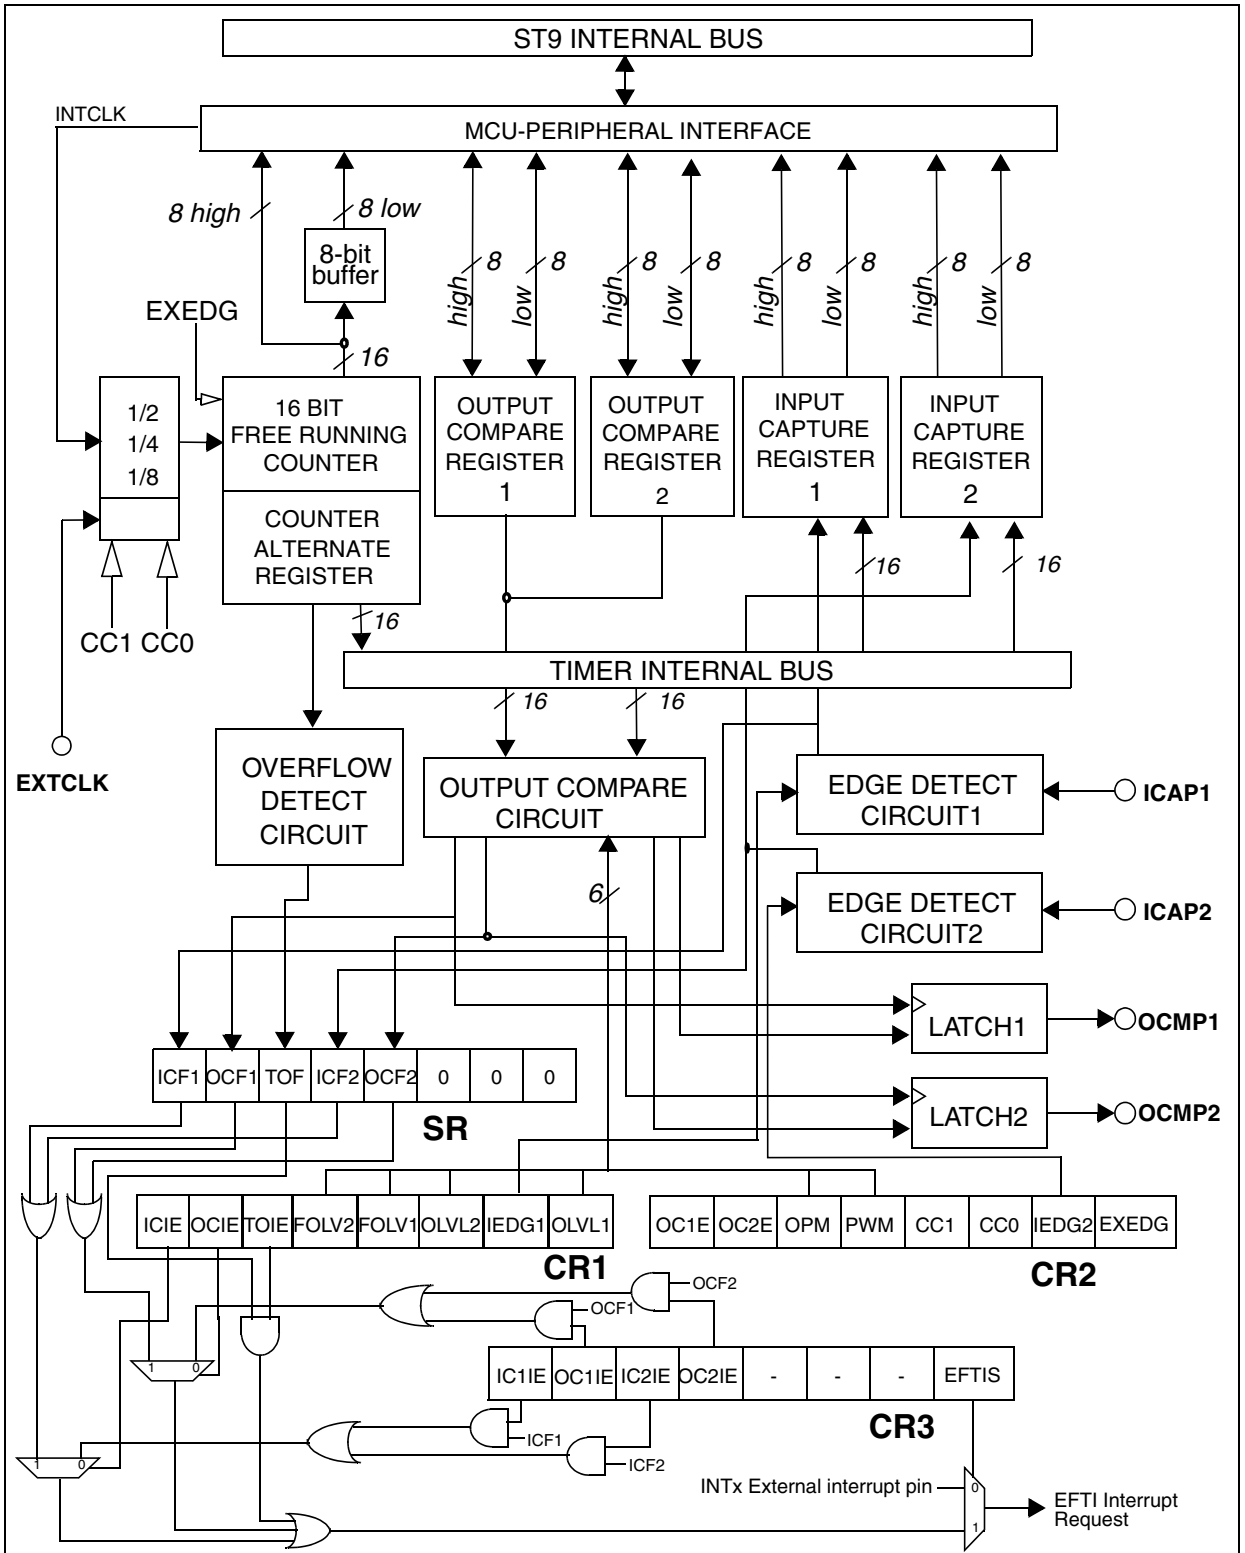 ST9 INTERNAL BUS
INTCLK
MCU-PERIPHERAL INTERFACE
8 high
8 low
8-bit
buffer
high
8
low
8
high
8
low
8
high
8
low
8
high
8
low
8
EXEDG
16
1/2
1/4
1/8
16 BIT
FREE RUNNING
COUNTER
COUNTER
ALTERNATE
REGISTER
OUTPUT
COMPARE
REGISTER
1
OUTPUT
COMPARE
REGISTER
2
INPUT
CAPTURE
REGISTER
1
INPUT
CAPTURE
REGISTER
2
16
16
CC1 CC0
16
TIMER INTERNAL BUS
16
16
EXTCLK
OVERFLOW
DETECT
CIRCUIT
OUTPUT COMPARE
CIRCUIT
EDGE DETECT
CIRCUIT1
ICAP1
6
EDGE DETECT
CIRCUIT2
ICAP2
LATCH1
OCMP1
LATCH2
OCMP2
ICF1 OCF1 TOF ICF2 OCF2 0 0 0
SR
ICIE OCIE TOIE FOLV2 FOLV1 OLVL2 IEDG1 OLVL1
CR1
OC1E OC2E OPM PWM CC1 CC0 IEDG2 EXEDG
CR2
OCF2
OCF1
1 0
IC1IE OC1IE IC2IE OC2IE - - - EFTIS
CR3
ICF1
ICF2
1 0
INTx External interrupt pin
0
1
EFTI Interrupt
Request